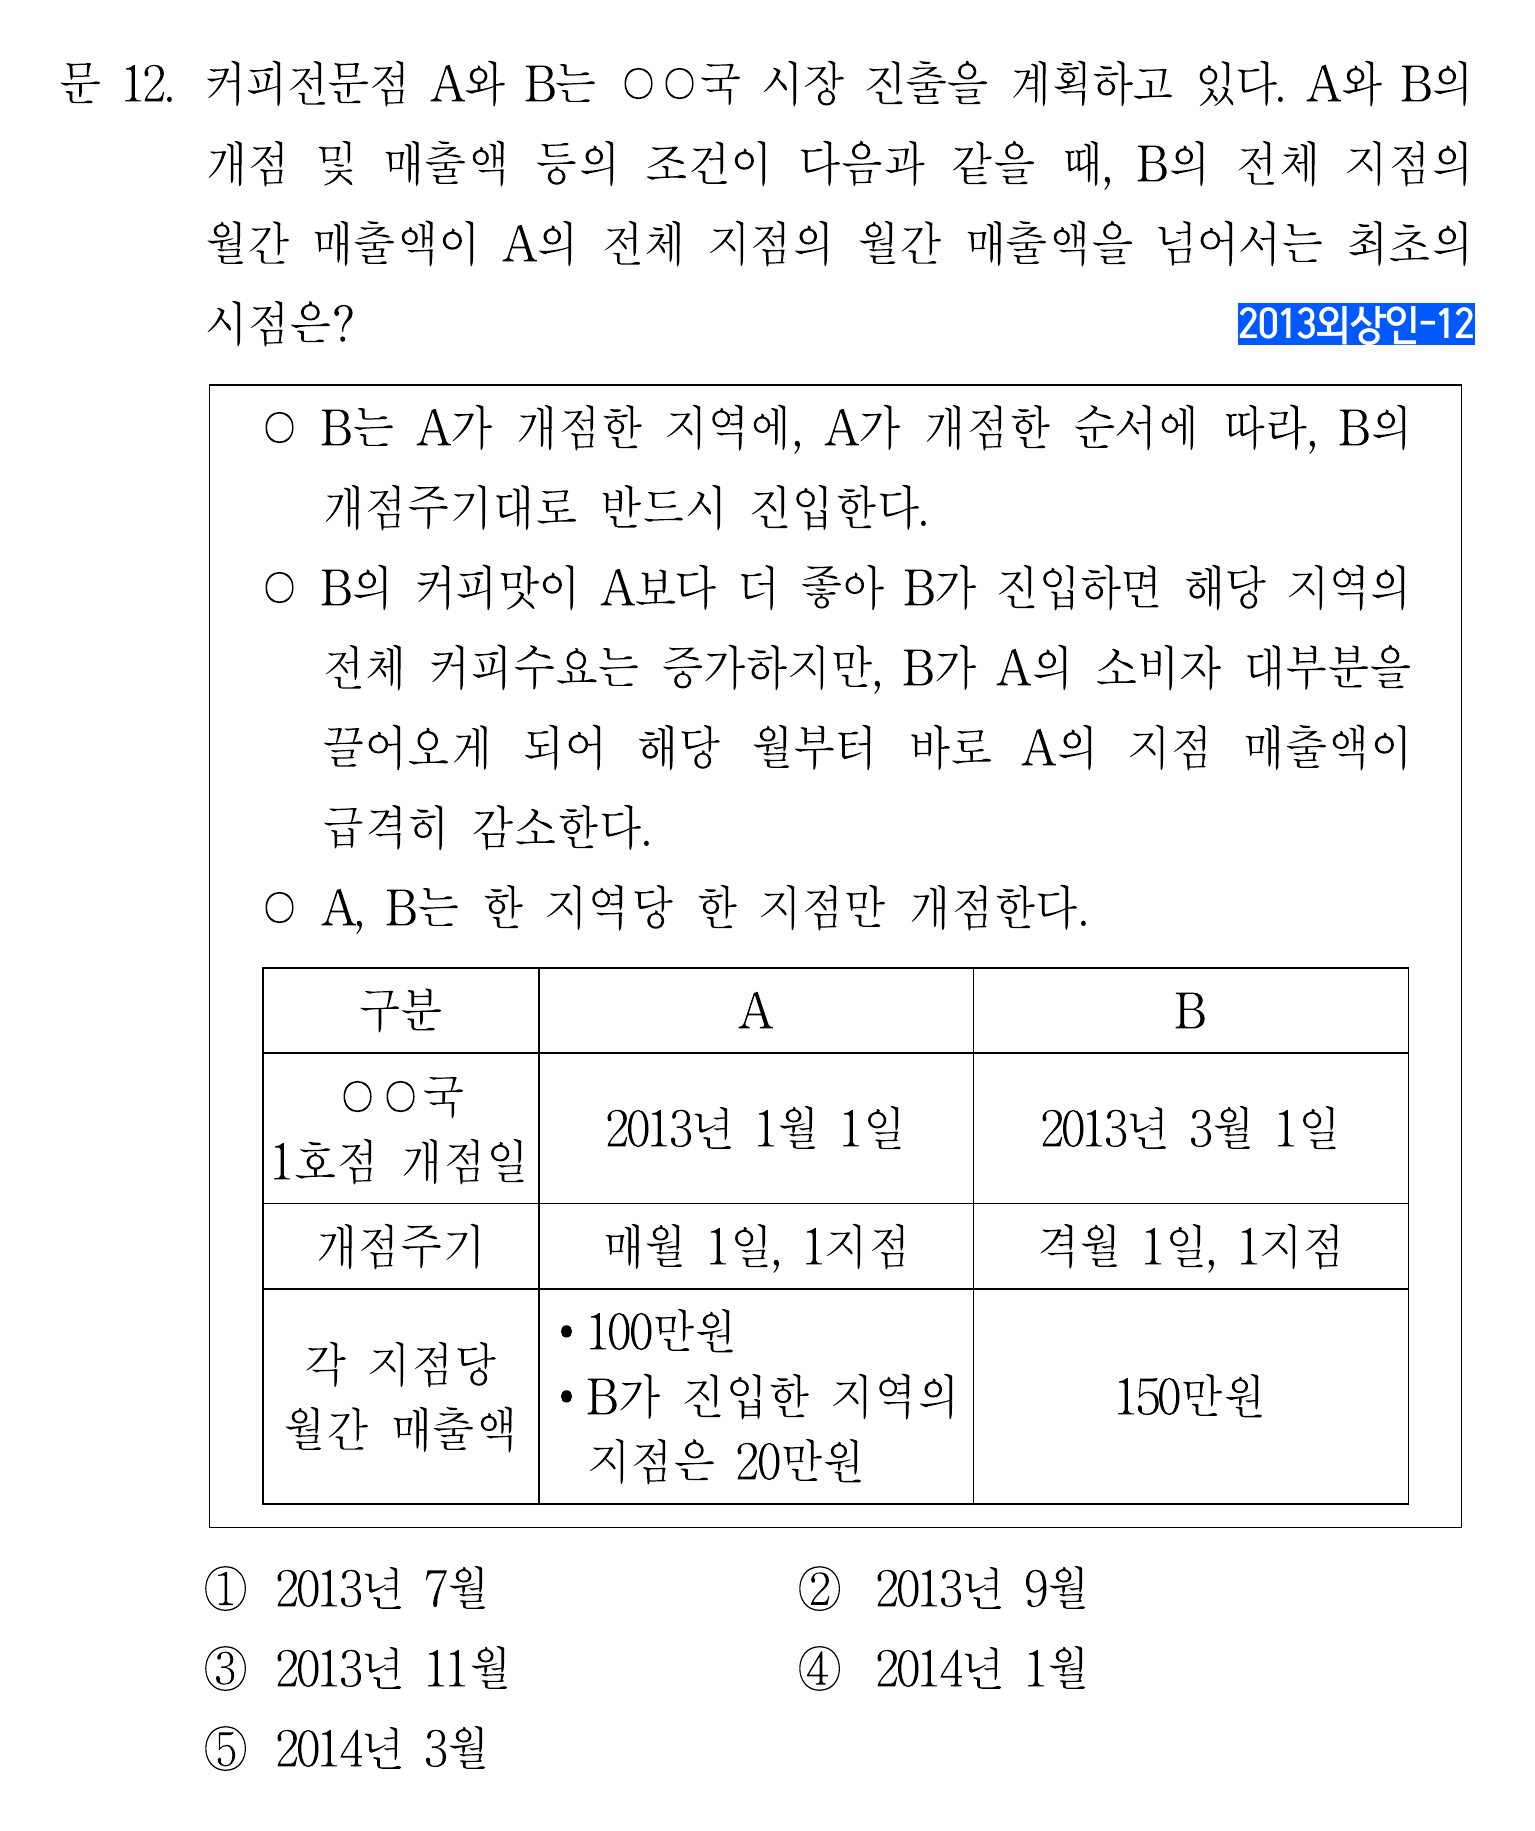 문 12. 커피전문점 A와 B는 ○○국 시장 진출을 계획하고 있다. A와 B의
개점 및 매출액 등의 조건이 다음과 같을 때, B의 전체 지점의
월간 매출액이 A의 전체 지점의 월간 매출액을 넘어서는 최초의
시점은?
2013외상인-12
○ B는 A가 개점한 지역에, A가 개점한 순서에 따라, B의
개점주기대로 반드시 진입한다.
○ B의 커피맛이 A보다 더 좋아 B가 진입하면 해당 지역의
전체 커피수요는 증가하지만, B가 A의 소비자 대부분을
끌어오게 되어 해당 월부터 바로 A의 지점 매출액이
급격히 감소한다.
○ A, B는 한 지역당 한 지점만 개점한다.
구분 A B
○○국
1호점 개점일
2013년 1월 1일 2013년 3월 1일
개점주기 매월 1일, 1지점 격월 1일, 1지점
각 지점당
월간 매출액
• 100만원
• B가 진입한 지역의
지점은 20만원
150만원
① 2013년 7월 ② 2013년 9월
③ 2013년 11월 ④ 2014년 1월
⑤ 2014년 3월